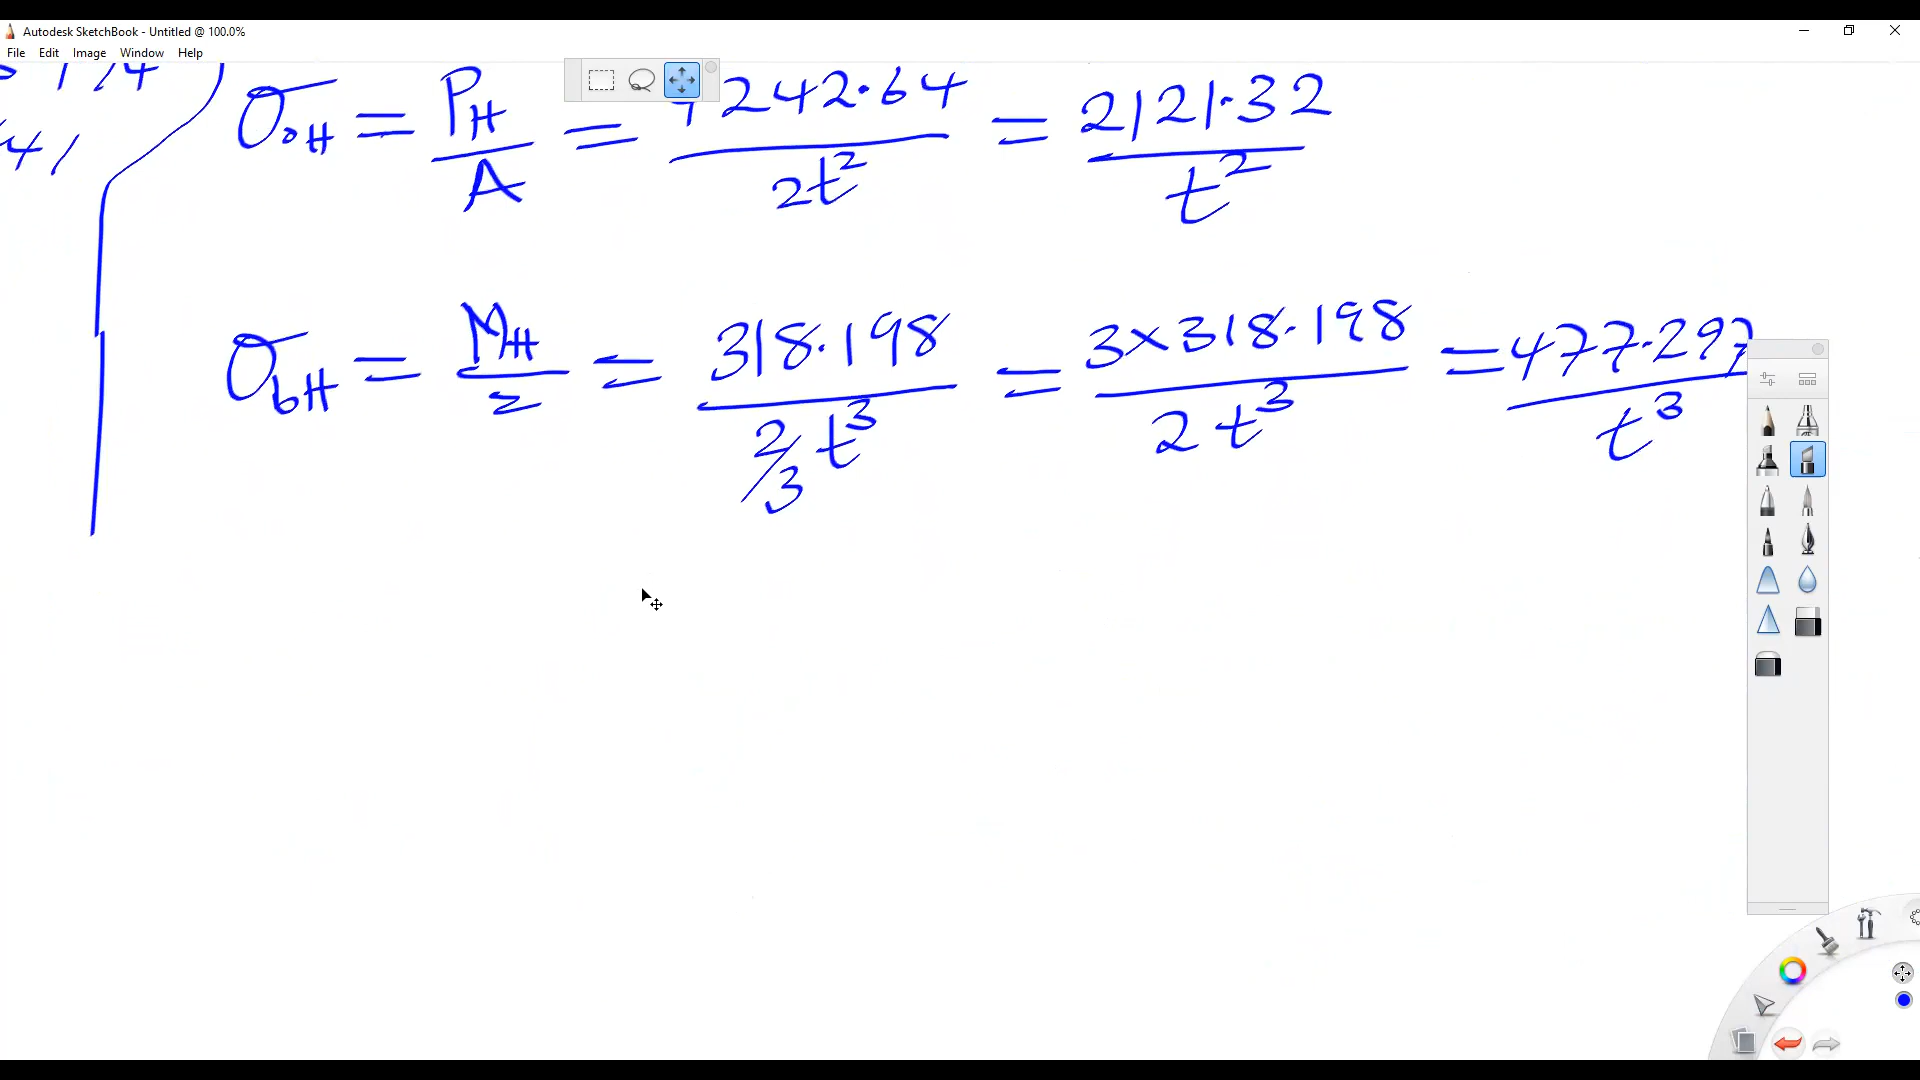 Autodesk SketchBook - Untitled @ 100.0%
File Edit Image Window Help
σ₀H = PH/A = 4242·64/2t² = 2121·32/t²
σbH = MH/z = 318·198/⅔ t³ = 3×318·198/2t³ = 477·297/t³